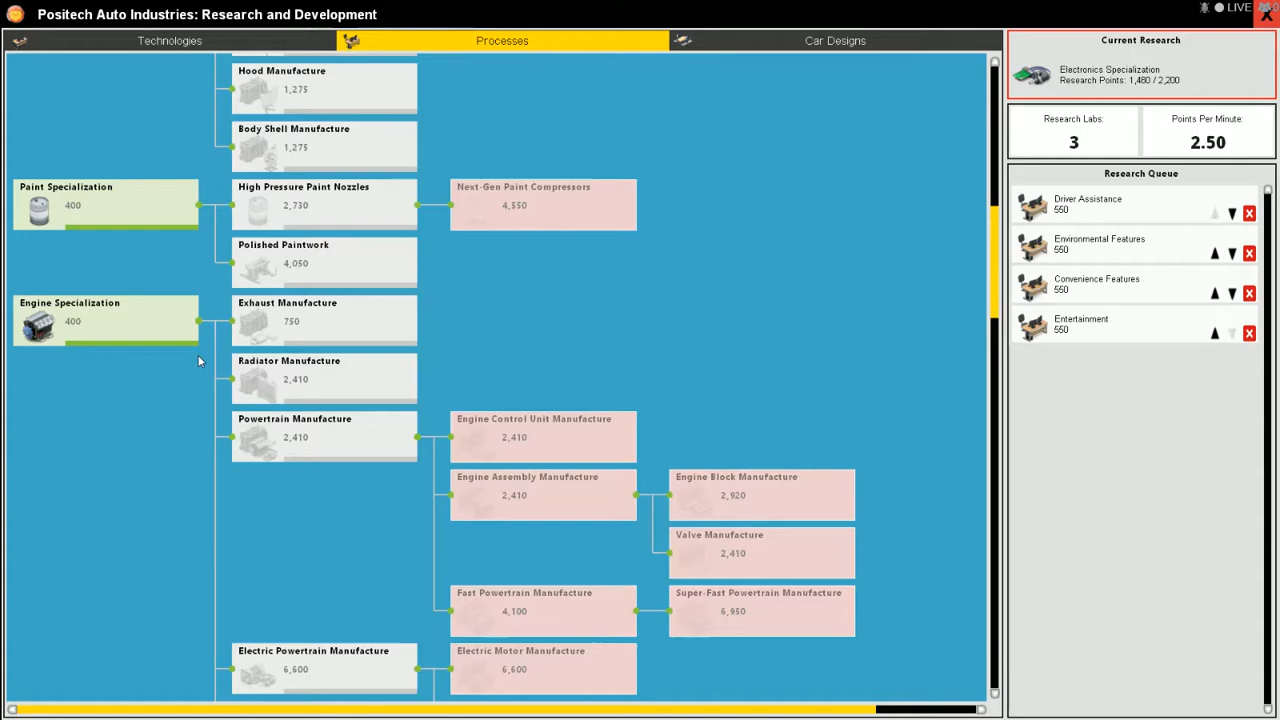 Positech Auto Industries: Research and Development
LIVE
Technologies
Processes
Car Designs
Hood Manufacture
1,275
Body Shell Manufacture
1,275
Paint Specialization
400
High Pressure Paint Nozzles
2,730
Next-Gen Paint Compressors
4,550
Polished Paintwork
4,050
Engine Specialization
400
Exhaust Manufacture
750
Radiator Manufacture
2,410
Powertrain Manufacture
2,410
Engine Control Unit Manufacture
2,410
Engine Assembly Manufacture
2,410
Engine Block Manufacture
2,920
Valve Manufacture
2,410
Fast Powertrain Manufacture
4,100
Super-Fast Powertrain Manufacture
6,950
Electric Powertrain Manufacture
6,600
Electric Motor Manufacture
6,600
Current Research
Electronics Specialization
Research Points: 1,480 / 2,200
Research Labs:
3
Points Per Minute:
2.50
Research Queue
Driver Assistance
550
Environmental Features
550
Convenience Features
550
Entertainment
550